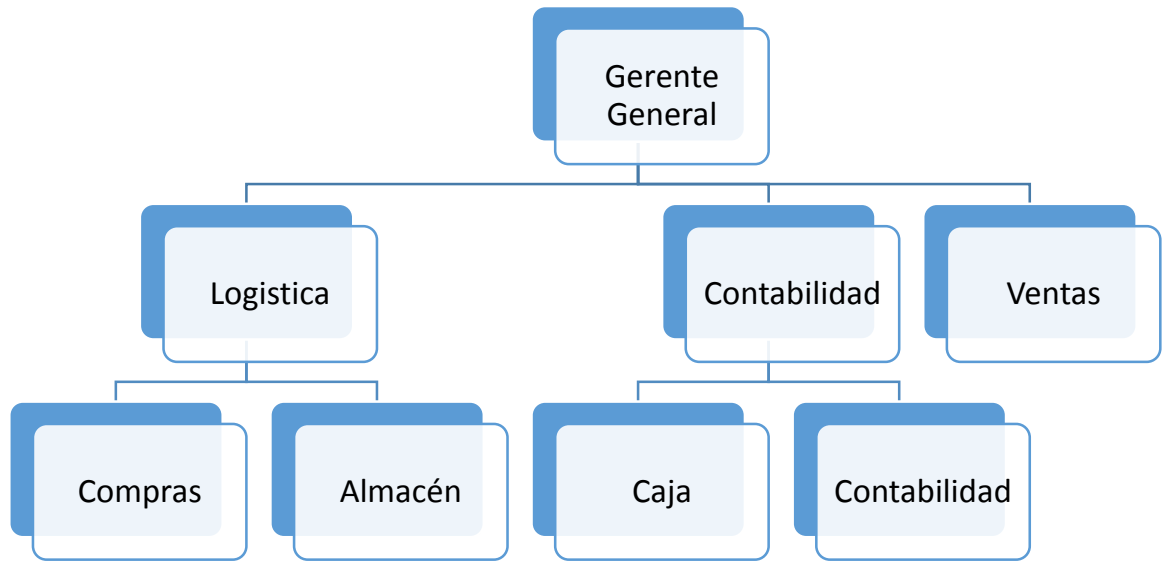 Gerente
General
Logistica
Contabilidad
Ventas
Compras
Almacén
Caja
Contabilidad